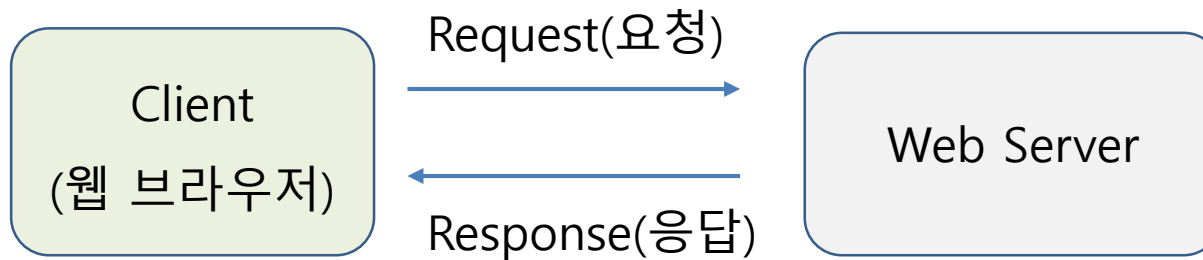 Request(요청)
Client
(웹 브라우저)
Web Server
Response(응답)